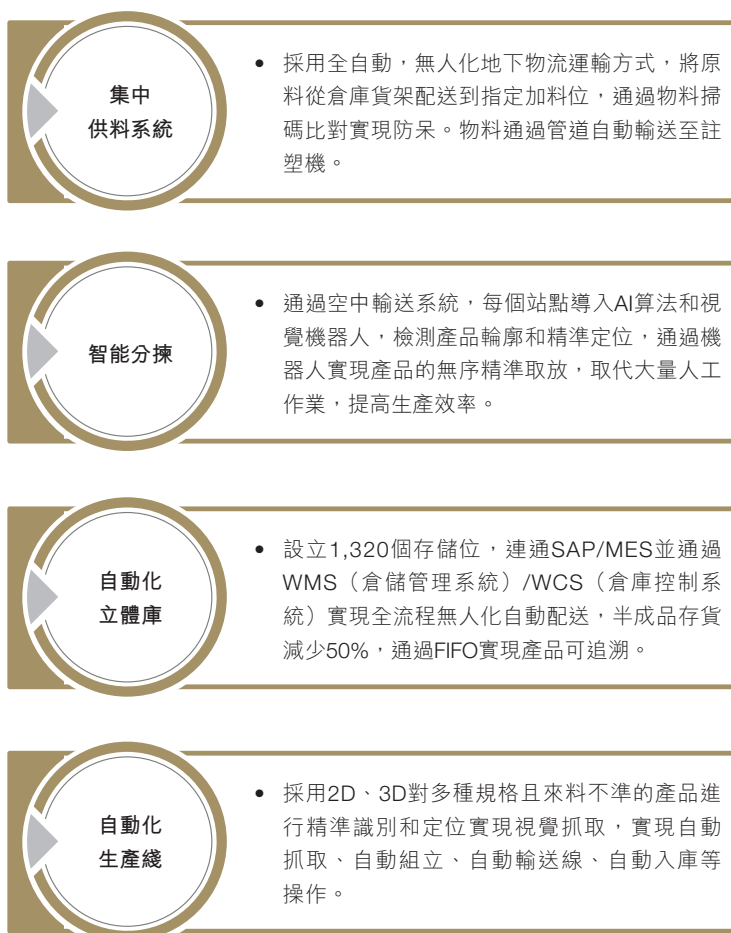 集中
供料系統
• 採用全自動，無人化地下物流運輸方式，將原
料從倉庫貨架配送到指定加料位，通過物料掃
碼比對實現防呆。物料通過管道自動輸送至註
塑機。
智能分揀
• 通過空中輸送系統，每個站點導入AI算法和視
覺機器人，檢測產品輪廓和精準定位，通過機
器人實現產品的無序精準取放，取代大量人工
作業，提高生產效率。
自動化
立體庫
• 設立1,320個存儲位，連通SAP/MES並通過
WMS（倉儲管理系統）/WCS（倉庫控制系
統）實現全流程無人化自動配送，半成品存貨
減少50%，通過FIFO實現產品可追溯。
自動化
生產綫
• 採用2D、3D對多種規格且來料不準的產品進
行精準識別和定位實現視覺抓取，實現自動
抓取、自動組立、自動輸送線、自動入庫等
操作。